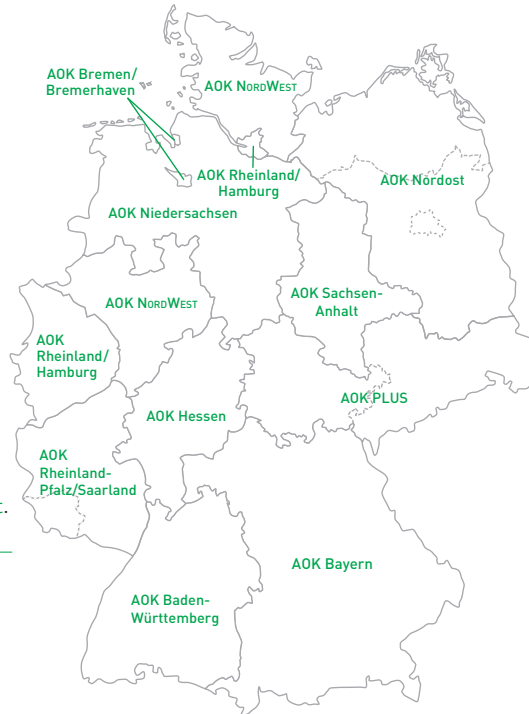 AOK NORDWEST
AOK Bremen/
Bremerhaven
AOK Rheinland/
Hamburg
AOK Nordost
AOK Niedersachsen
AOK NORDWEST
AOK Sachsen-
Anhalt
AOK
Rheinland/
Hamburg
AOK PLUS
AOK Hessen
AOK
Rheinland-
Pfalz/Saarland
AOK Bayern
AOK Baden-
Württemberg